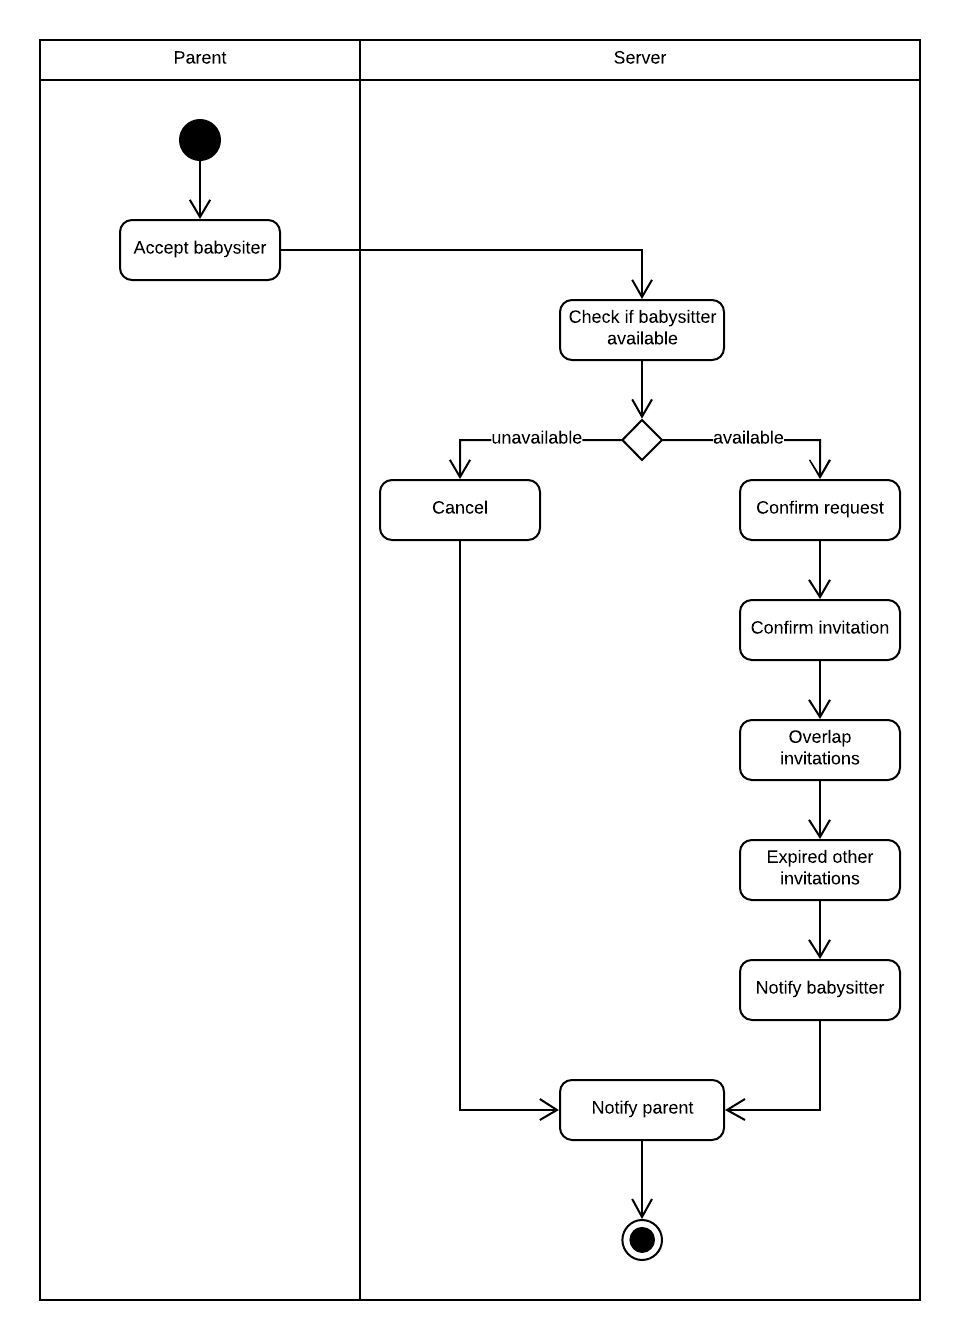 Parent
Server
Accept babysiter
Check if babysitter
available
unavailable
available
Cancel
Confirm request
Confirm invitation
Overlap
invitations
Expired other
invitations
Notify babysitter
Notify parent